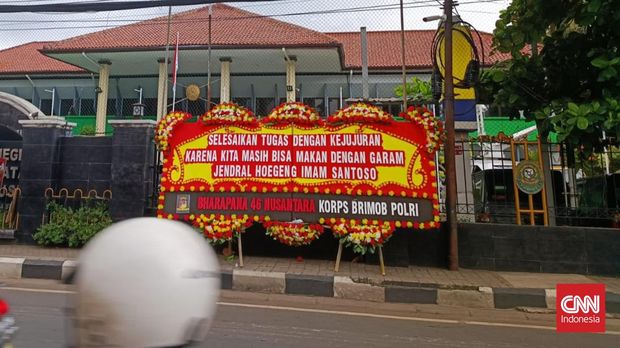 SELESAIKAN TUGAS DENGAN KEJUJURAN
KARENA KITA MASIH BISA MAKAN DENGAN GARAM
JENDRAL HOEGENG IMAM SANTOSO
BHARAPANA 46 NUSANTARA KORPS BRIMOB POLRI
CNN
Indonesia